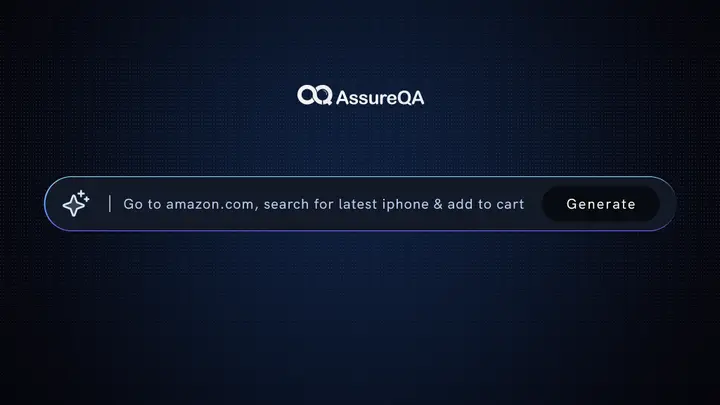 AssureQA
Go to amazon.com, search for latest iphone & add to cart
Generate